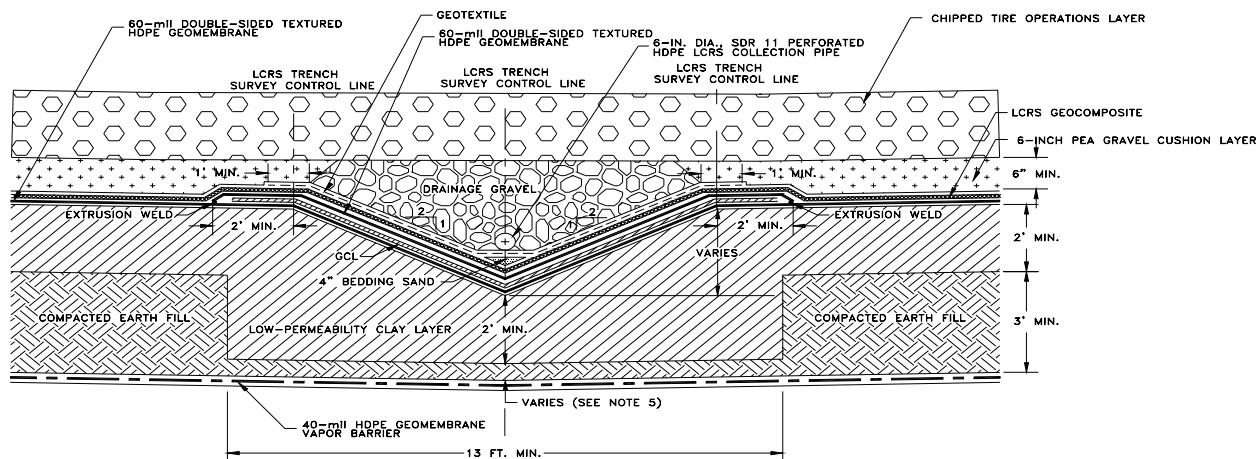 60-mil DOUBLE-SIDED TEXTURED
HDPE GEOMEMBRANE
GEOTEXTILE
60-mil DOUBLE-SIDED TEXTURED
HDPE GEOMEMBRANE
6-IN. DIA., SDR 11 PERFORATED
HDPE LCRS COLLECTION PIPE
CHIPPED TIRE OPERATIONS LAYER
LCRS TRENCH
SURVEY CONTROL LINE
LCRS TRENCH
SURVEY CONTROL LINE
LCRS TRENCH
SURVEY CONTROL LINE
LCRS GEOCOMPOSITE
6-INCH PEA GRAVEL CUSHION LAYER
1' MIN.
DRAINAGE GRAVEL
1' MIN.
6" MIN.
EXTRUSION WELD
2
1
2
1
EXTRUSION WELD
2' MIN.
2' MIN.
2' MIN.
GCL
VARIES
4" BEDDING SAND
COMPACTED EARTH FILL
LOW-PERMEABILITY CLAY LAYER
2' MIN.
COMPACTED EARTH FILL
3' MIN.
VARIES (SEE NOTE 5)
40-mil HDPE GEOMEMBRANE
VAPOR BARRIER
13 FT. MIN.